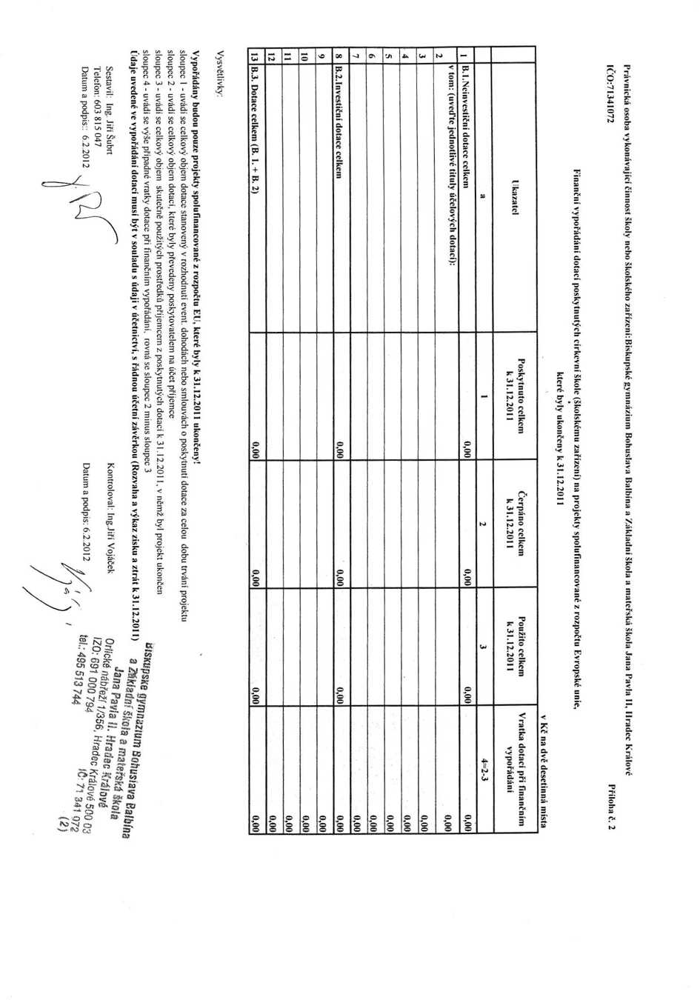 Právnická osoba vykonávající činnost školy nebo školského zařízení:Biskupské gymnázium Bohuslava Balbína a Základní škola a mateřská škola Jana Pavla II, Hradec Králové
IČO:71341072 Příloha č. 2
Finanční vypořádání dotací poskytnutých církevní škole (školskému zařízení) na projekty spolufinancované z rozpočtu Evropské unie,
které byly ukončeny k 31.12.2011
v Kč na dvě desetinná místa
Ukazatel Poskytnuto celkem k 31.12.2011 Čerpáno celkem k 31.12.2011 Použito celkem k 31.12.2011 Vratka dotací při finančním vypořádání
a 1 2 3 4=2-3
1 B.1.Neinvestiční dotace celkem 0,00 0,00 0,00 0,00
2 v tom: (uveďte jednotlivé tituly účelových dotací): 0,00
3 0,00
4 0,00
5 0,00
6 0,00
7 0,00
8 B.2.Investiční dotace celkem 0,00 0,00 0,00 0,00
9 0,00
10 0,00
11 0,00
12 0,00
13 B.3. Dotace celkem (B. 1. + B. 2) 0,00 0,00 0,00 0,00
Vysvětlivky:
Vypořádány budou pouze projekty spolufinancované z rozpočtu EU, které byly k 31.12.2011 ukončeny!
sloupec 1 - uvádí se celkový objem dotace stanovený v rozhodnutí event. dohodách nebo smlouvách o poskytnutí dotace za celou dobu trvání projektu
sloupec 2 - uvádí se celkový objem dotací, které byly převedeny poskytovatelem na účet příjemce
sloupec 3 - uvádí se celkový objem skutečně použitých prostředků příjemcem z poskytnutých dotací k 31.12.2011, v němž byl projekt ukončen
sloupec 4 - uvádí se výše případné vratky dotace při finančním vypořádání, rovná se sloupec 2 minus sloupec 3
Údaje uvedené ve vypořádání dotací musí být v souladu s údaji v účetnictví, s řádnou účetní závěrkou (Rozvaha a výkaz zisku a ztrát k 31.12.2011)
Sestavil: Ing. Jiří Šubrt
Telefon: 603 815 047
Datum a podpis:: 6.2.2012
Kontroloval: Ing.Jiří Vojáček
Datum a podpis: 6.2.2012
Biskupské gymnázium Bohuslava Balbína
a Základní škola a mateřská škola
Jana Pavla II. Hradec Králové
Orlické nábřeží 1/356, Hradec Králové 500 03
IZO: 691 000 794 IČ: 71 341 072
tel.: 495 513 744 (2)